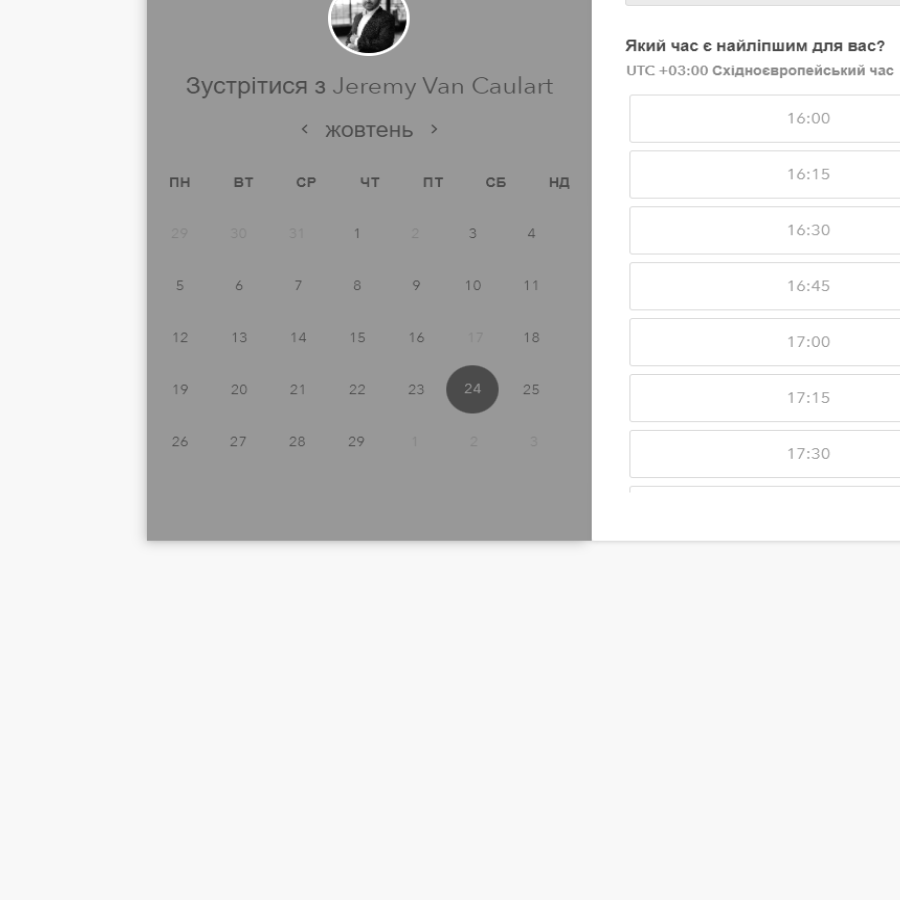 Зустрітися з Jeremy Van Caulart
< жовтень >
ПН ВТ СР ЧТ ПТ СБ НД
29 30 31 1 2 3 4
5 6 7 8 9 10 11
12 13 14 15 16 17 18
19 20 21 22 23 24 25
26 27 28 29 1 2 3
Який час є найліпшим для вас?
UTC +03:00 Східноєвропейський час
16:00
16:15
16:30
16:45
17:00
17:15
17:30